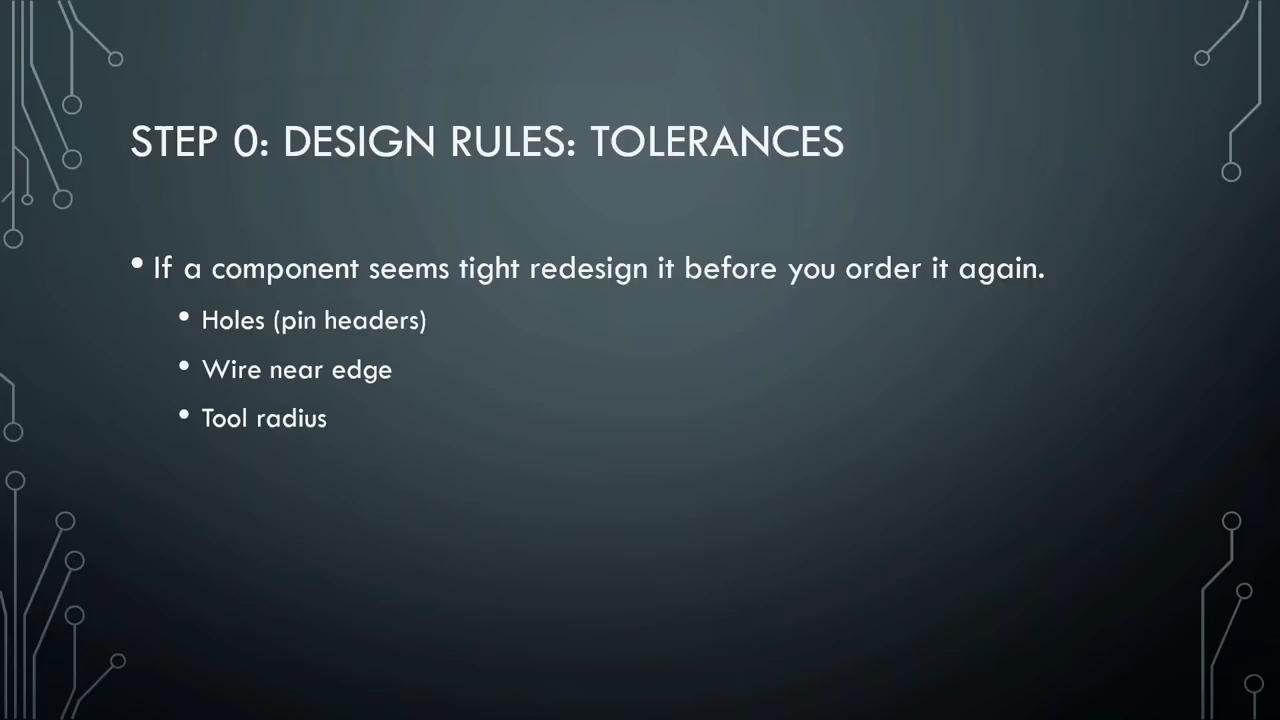 STEP 0: DESIGN RULES: TOLERANCES
• If a component seems tight redesign it before you order it again.
• Holes (pin headers)
• Wire near edge
• Tool radius